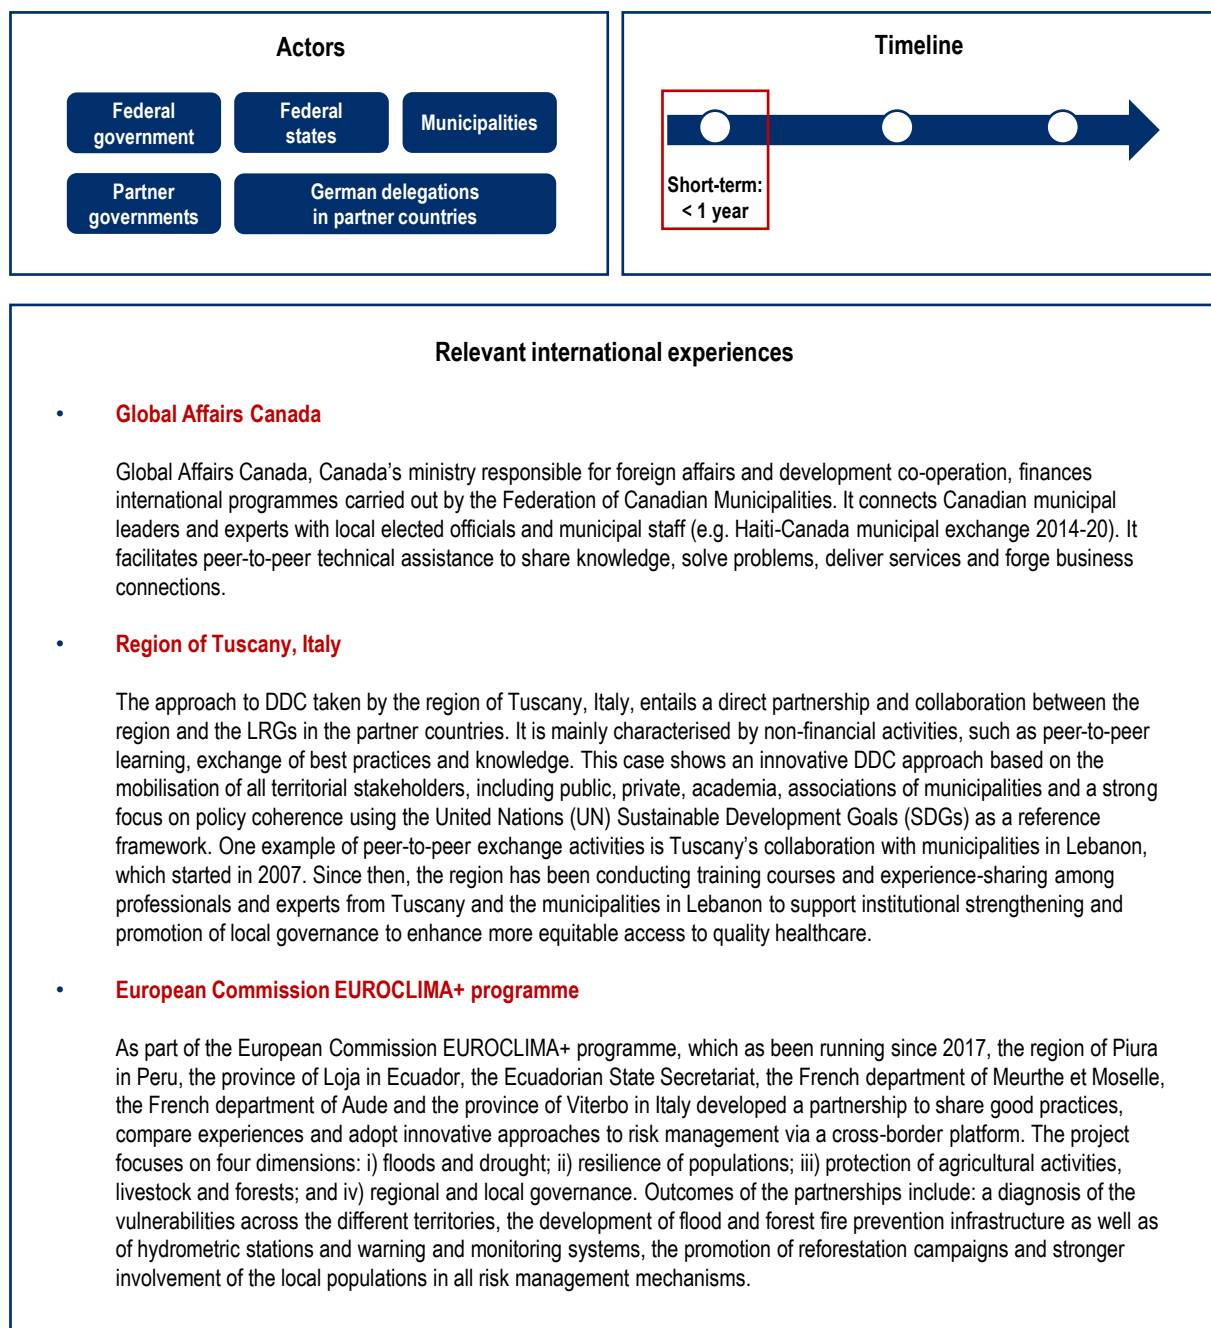 Actors
Federal
government
Federal
states
Municipalities
Partner
governments
German delegations
in partner countries
Timeline
Short-term:
< 1 year
Relevant international experiences
• Global Affairs Canada
Global Affairs Canada, Canada's ministry responsible for foreign affairs and development co-operation, finances
international programmes carried out by the Federation of Canadian Municipalities. It connects Canadian municipal
leaders and experts with local elected officials and municipal staff (e.g. Haiti-Canada municipal exchange 2014-20). It
facilitates peer-to-peer technical assistance to share knowledge, solve problems, deliver services and forge business
connections.
• Region of Tuscany, Italy
The approach to DDC taken by the region of Tuscany, Italy, entails a direct partnership and collaboration between the
region and the LRGs in the partner countries. It is mainly characterised by non-financial activities, such as peer-to-peer
learning, exchange of best practices and knowledge. This case shows an innovative DDC approach based on the
mobilisation of all territorial stakeholders, including public, private, academia, associations of municipalities and a strong
focus on policy coherence using the United Nations (UN) Sustainable Development Goals (SDGs) as a reference
framework. One example of peer-to-peer exchange activities is Tuscany's collaboration with municipalities in Lebanon,
which started in 2007. Since then, the region has been conducting training courses and experience-sharing among
professionals and experts from Tuscany and the municipalities in Lebanon to support institutional strengthening and
promotion of local governance to enhance more equitable access to quality healthcare.
• European Commission EUROCLIMA+ programme
As part of the European Commission EUROCLIMA+ programme, which as been running since 2017, the region of Piura
in Peru, the province of Loja in Ecuador, the Ecuadorian State Secretariat, the French department of Meurthe et Moselle,
the French department of Aude and the province of Viterbo in Italy developed a partnership to share good practices,
compare experiences and adopt innovative approaches to risk management via a cross-border platform. The project
focuses on four dimensions: i) floods and drought; ii) resilience of populations; iii) protection of agricultural activities,
livestock and forests; and iv) regional and local governance. Outcomes of the partnerships include: a diagnosis of the
vulnerabilities across the different territories, the development of flood and forest fire prevention infrastructure as well as
of hydrometric stations and warning and monitoring systems, the promotion of reforestation campaigns and stronger
involvement of the local populations in all risk management mechanisms.